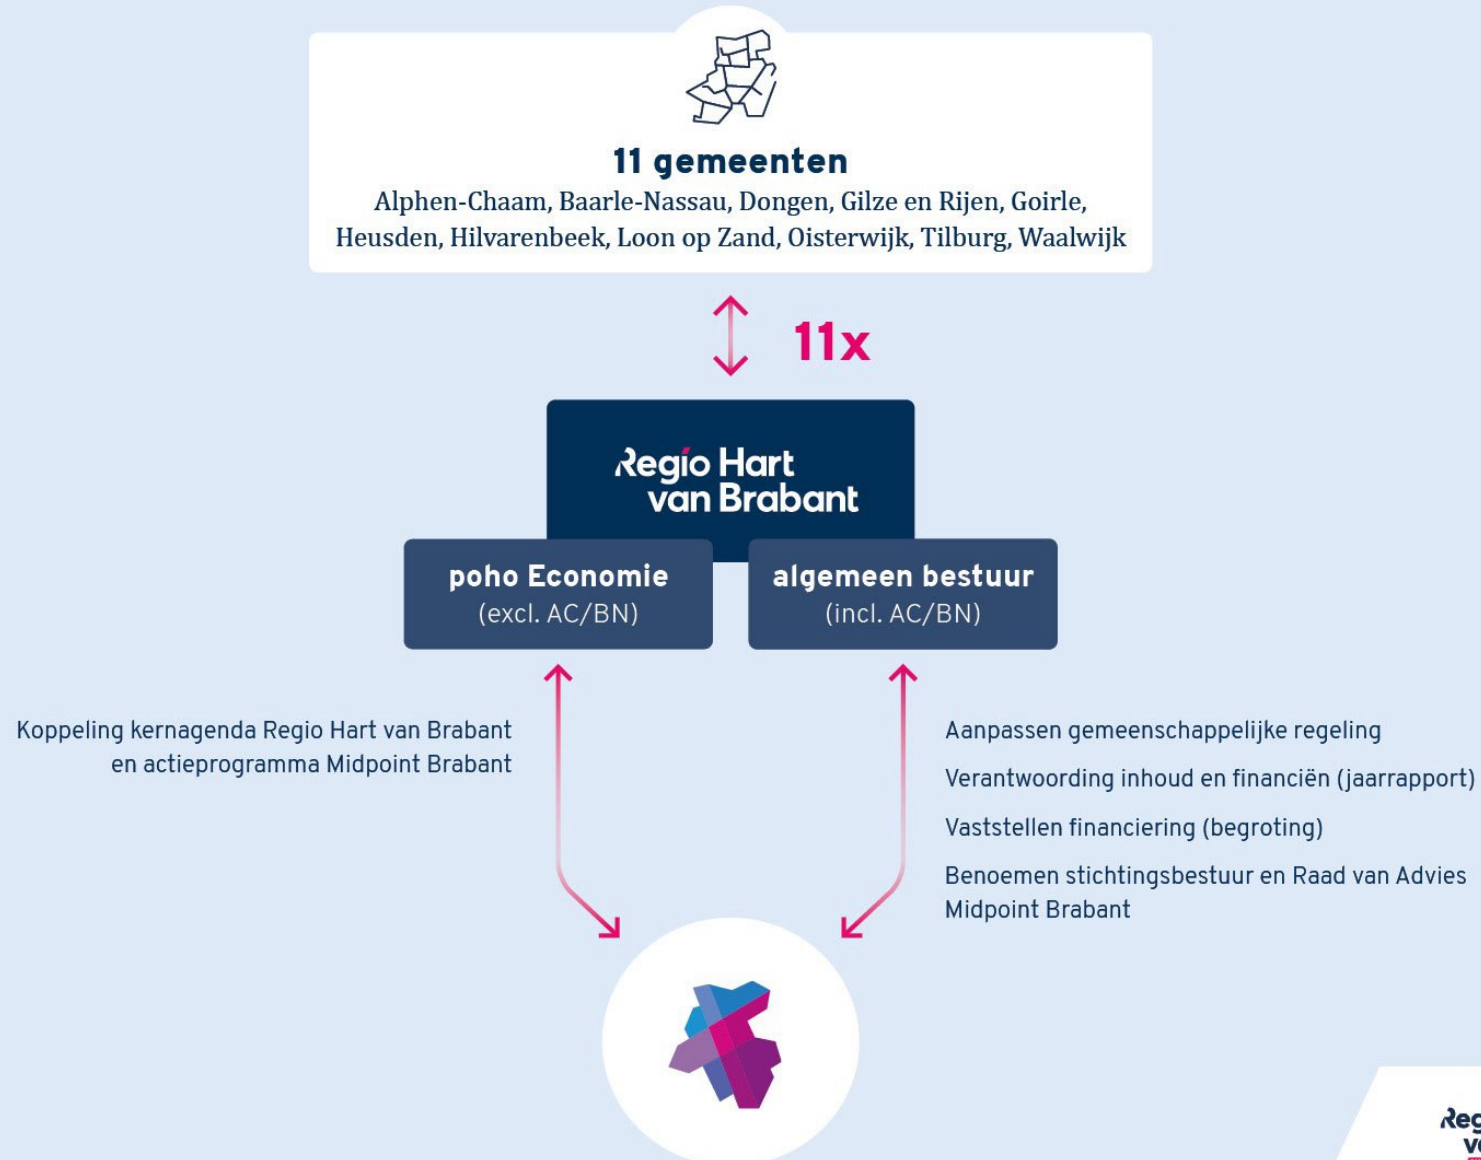 11 gemeenten
Alphen-Chaam, Baarle-Nassau, Dongen, Gilze en Rijen, Goirle,
Heusden, Hilvarenbeek, Loon op Zand, Oisterwijk, Tilburg, Waalwijk
11x
Regio Hart
van Brabant
poho Economie
(excl. AC/BN)
algemeen bestuur
(incl. AC/BN)
Koppeling kernagenda Regio Hart van Brabant
en actieprogramma Midpoint Brabant
Aanpassen gemeenschappelijke regeling
Verantwoording inhoud en financiën (jaarrapport)
Vaststellen financiering (begroting)
Benoemen stichtingsbestuur en Raad van Advies
Midpoint Brabant